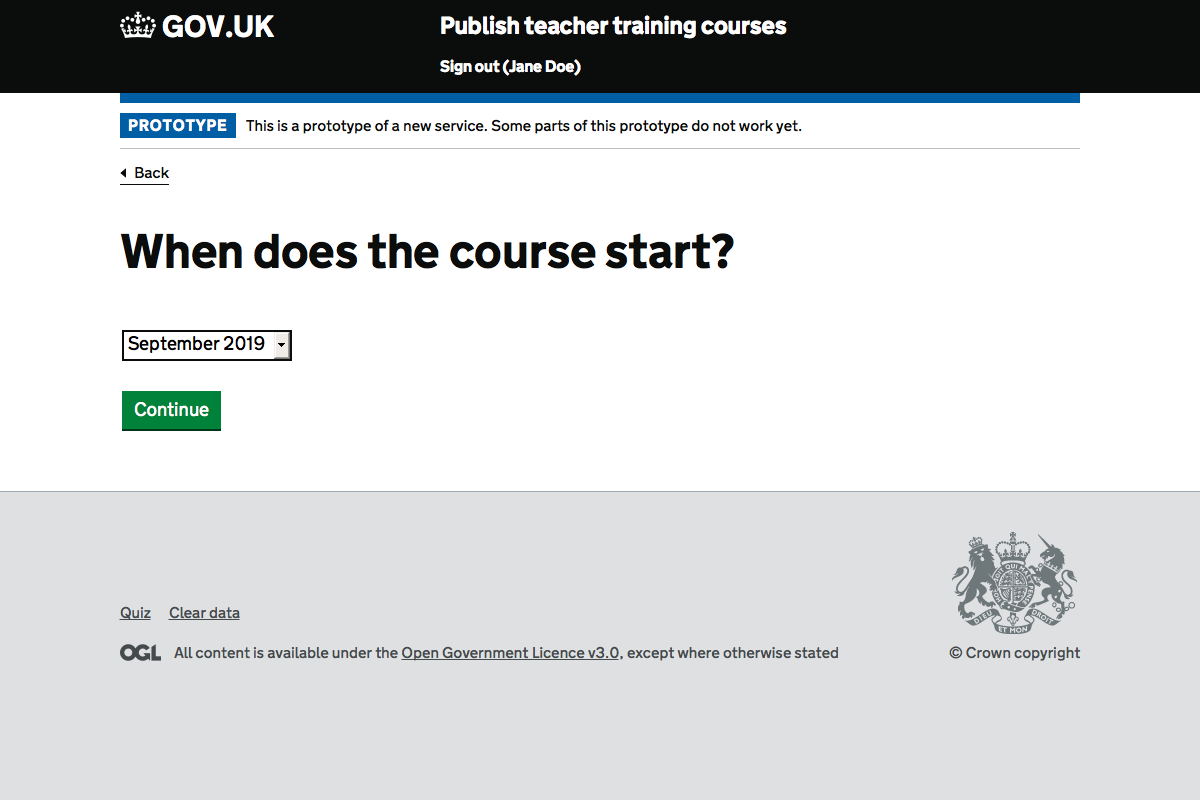 GOV.UK
Publish teacher training courses
Sign out (Jane Doe)
PROTOTYPE This is a prototype of a new service. Some parts of this prototype do not work yet.
Back
When does the course start?
September 2019
Continue
Quiz Clear data
OGL All content is available under the Open Government Licence v3.0, except where otherwise stated
DIEU ET MON DROIT
© Crown copyright